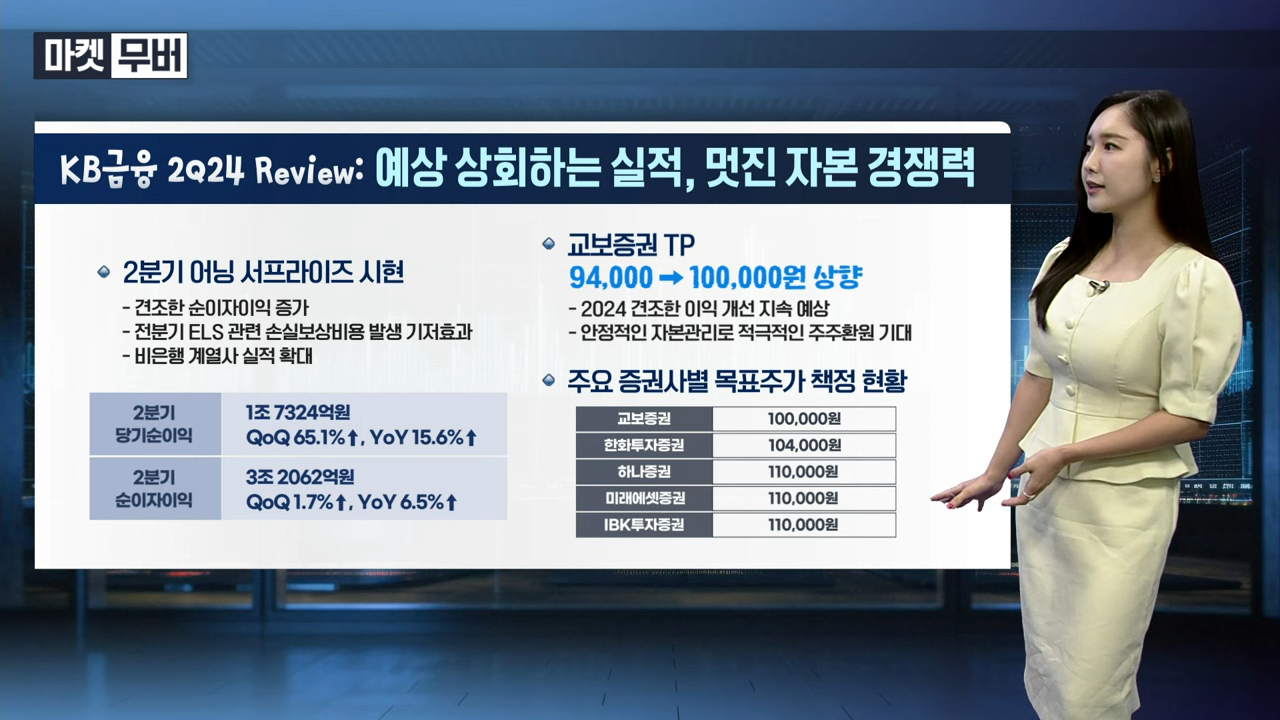 마켓 무버
KB금융 2Q24 Review: 예상 상회하는 실적, 멋진 자본 경쟁력
2분기 어닝 서프라이즈 시현
- 견조한 순이자이익 증가
- 전분기 ELS 관련 손실보상비용 발생 기저효과
- 비은행 계열사 실적 확대
2분기
당기순이익
1조 7324억원
QoQ 65.1%⬆, YoY 15.6%⬆
2분기
순이자이익
3조 2062억원
QoQ 1.7%⬆, YoY 6.5%⬆
교보증권 TP
94,000 ➡ 100,000원 상향
- 2024 견조한 이익 개선 지속 예상
- 안정적인 자본관리로 적극적인 주주환원 기대
주요 증권사별 목표주가 책정 현황
교보증권 100,000원
한화투자증권 104,000원
하나증권 110,000원
미래에셋증권 110,000원
IBK투자증권 110,000원